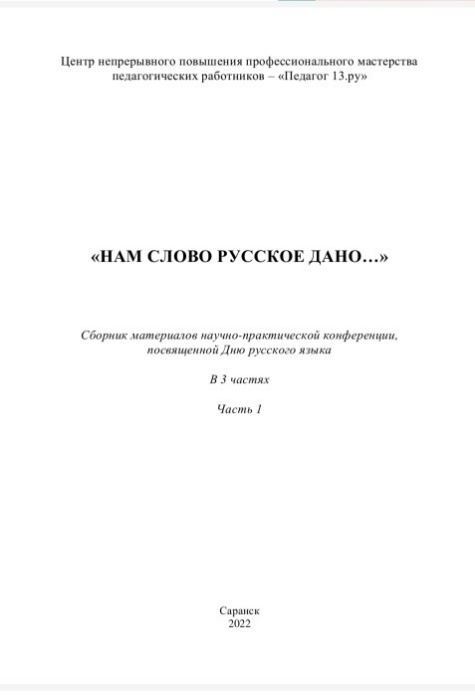 Центр непрерывного повышения профессионального мастерства
педагогических работников – «Педагог 13.ру»
«НАМ СЛОВО РУССКОЕ ДАНО…»
Сборник материалов научно-практической конференции,
посвященной Дню русского языка
В 3 частях
Часть 1
Саранск
2022